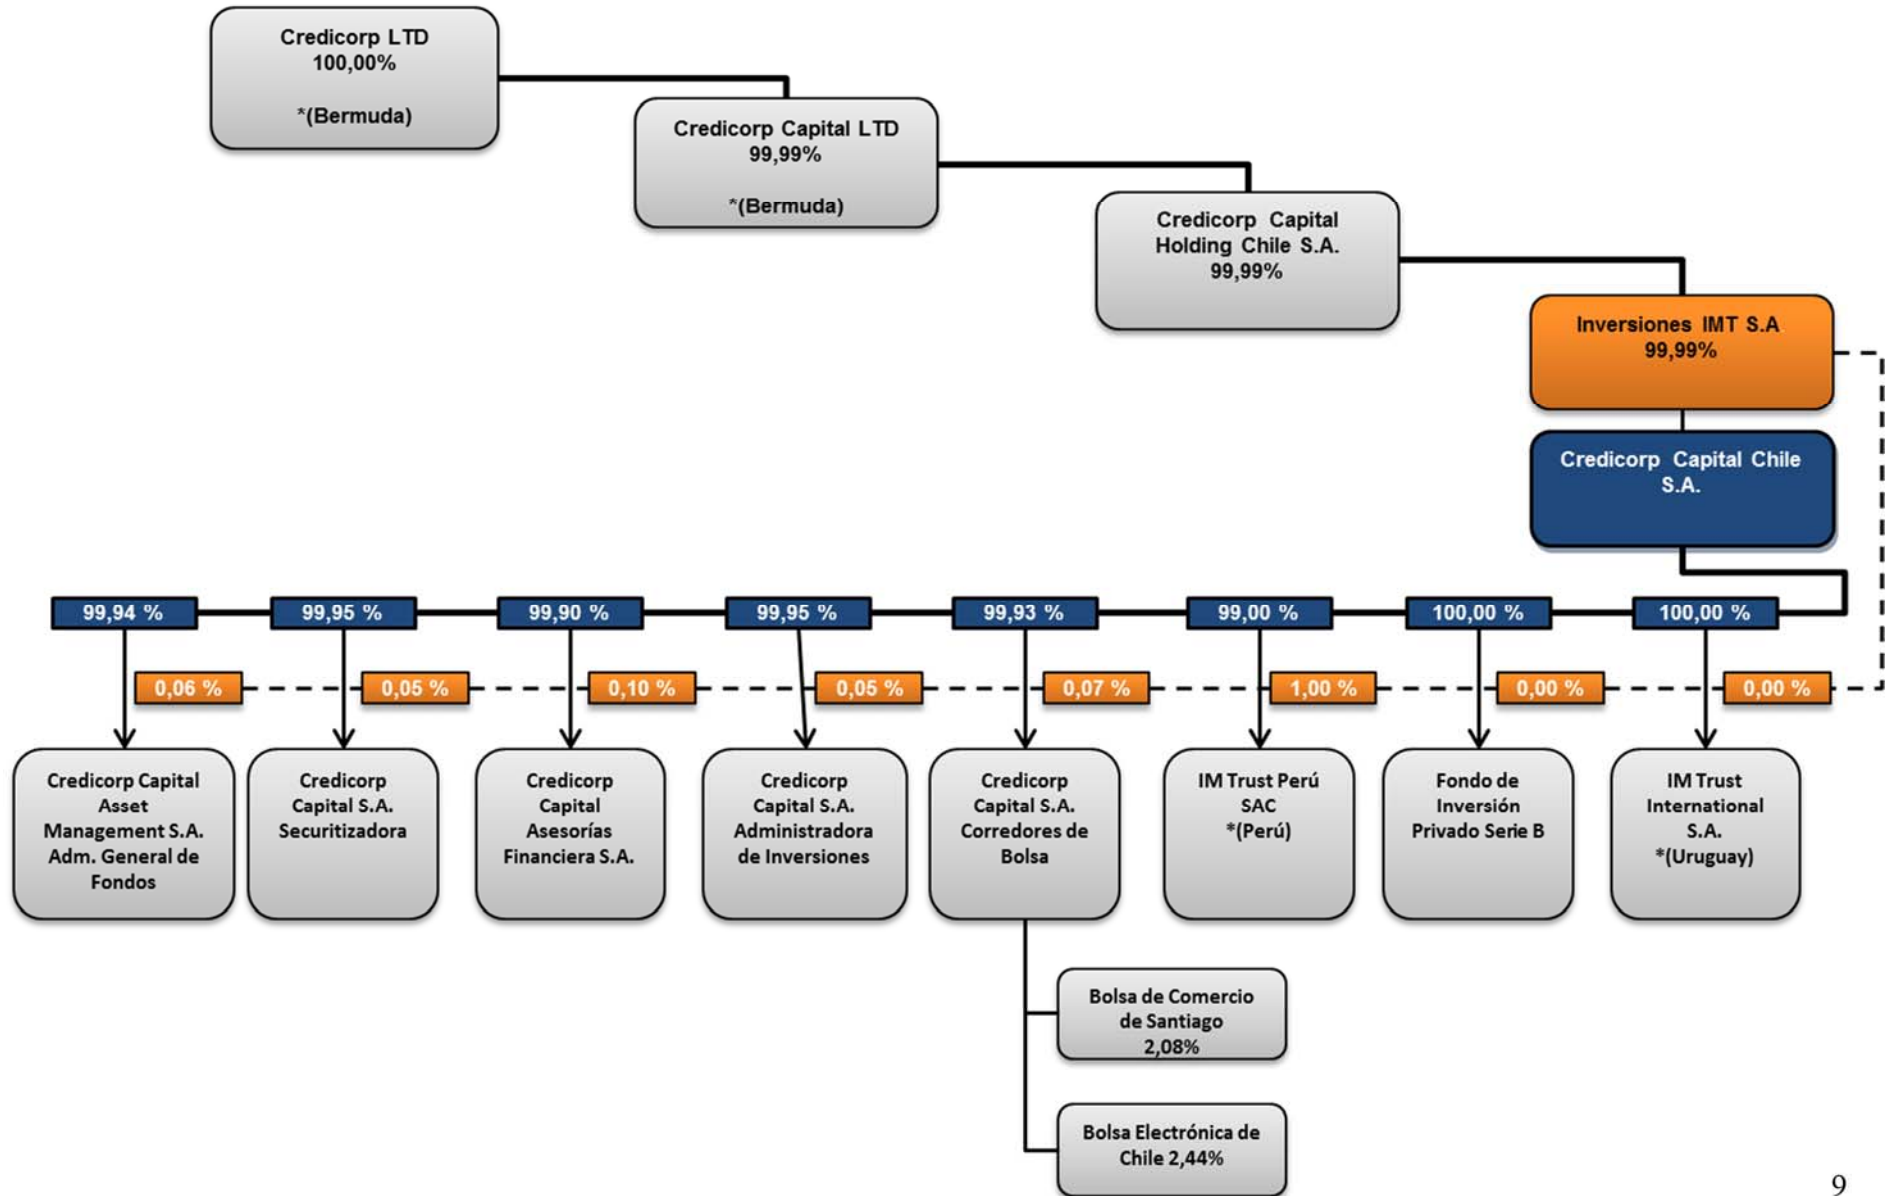 Credicorp LTD
100,00%
*(Bermuda)
Credicorp Capital LTD
99,99%
*(Bermuda)
Credicorp Capital
Holding Chile S.A.
99,99%
Inversiones IMT S.A
99,99%
Credicorp Capital Chile
S.A.
99,94 %
99,95 %
99,90 %
99,95 %
99,93 %
99,00 %
100,00 %
100,00 %
0,06 %
0,05 %
0,10 %
0,05 %
0,07 %
1,00 %
0,00 %
0,00 %
Credicorp Capital
Asset
Management S.A.
Adm. General de
Fondos
Credicorp
Capital S.A.
Securitizadora
Credicorp
Capital
Asesorías
Financiera S.A.
Credicorp
Capital S.A.
Administradora
de Inversiones
Credicorp
Capital S.A.
Corredores de
Bolsa
IM Trust Perú
SAC
*(Perú)
Fondo de
Inversión
Privado Serie B
IM Trust
International
S.A.
*(Uruguay)
Bolsa de Comercio
de Santiago
2,08%
Bolsa Electrónica de
Chile 2,44%
9